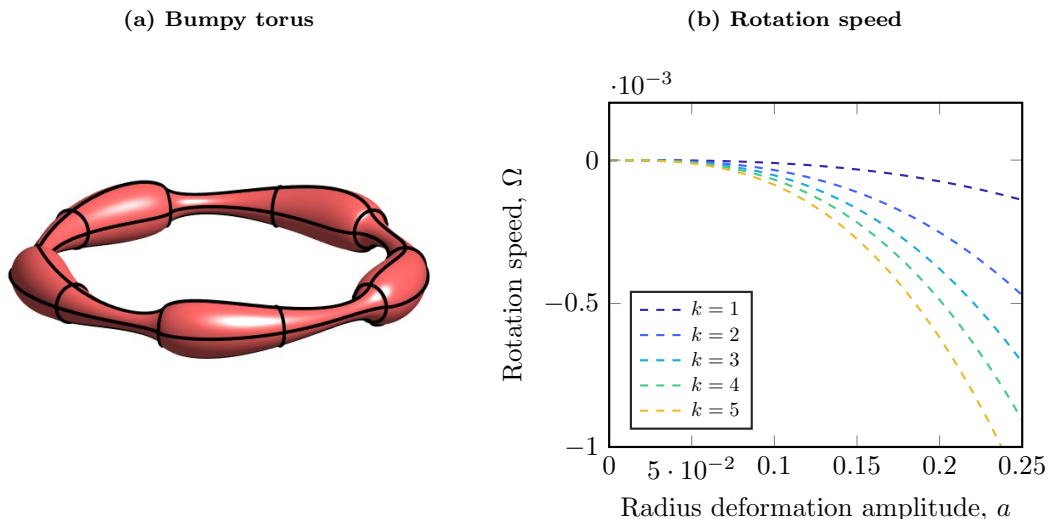 (a) Bumpy torus
(b) Rotation speed
·10⁻³
0
−0.5
−1
Rotation speed, Ω
k = 1
k = 2
k = 3
k = 4
k = 5
0
5 · 10⁻²
0.1
0.15
0.2
0.25
Radius deformation amplitude, a